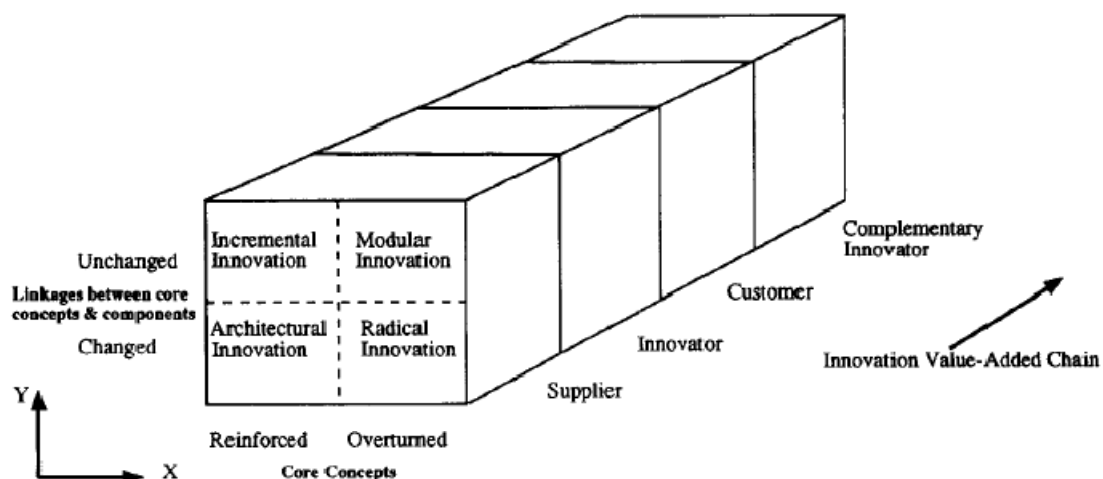 Incremental
Innovation
Modular
Innovation
Unchanged
Linkages between core
concepts & components
Changed
Architectural
Innovation
Radical
Innovation
Complementary
Innovator
Customer
Innovator
Supplier
Innovation Value-Added Chain
Y
X
Reinforced
Overturned
Core Concepts